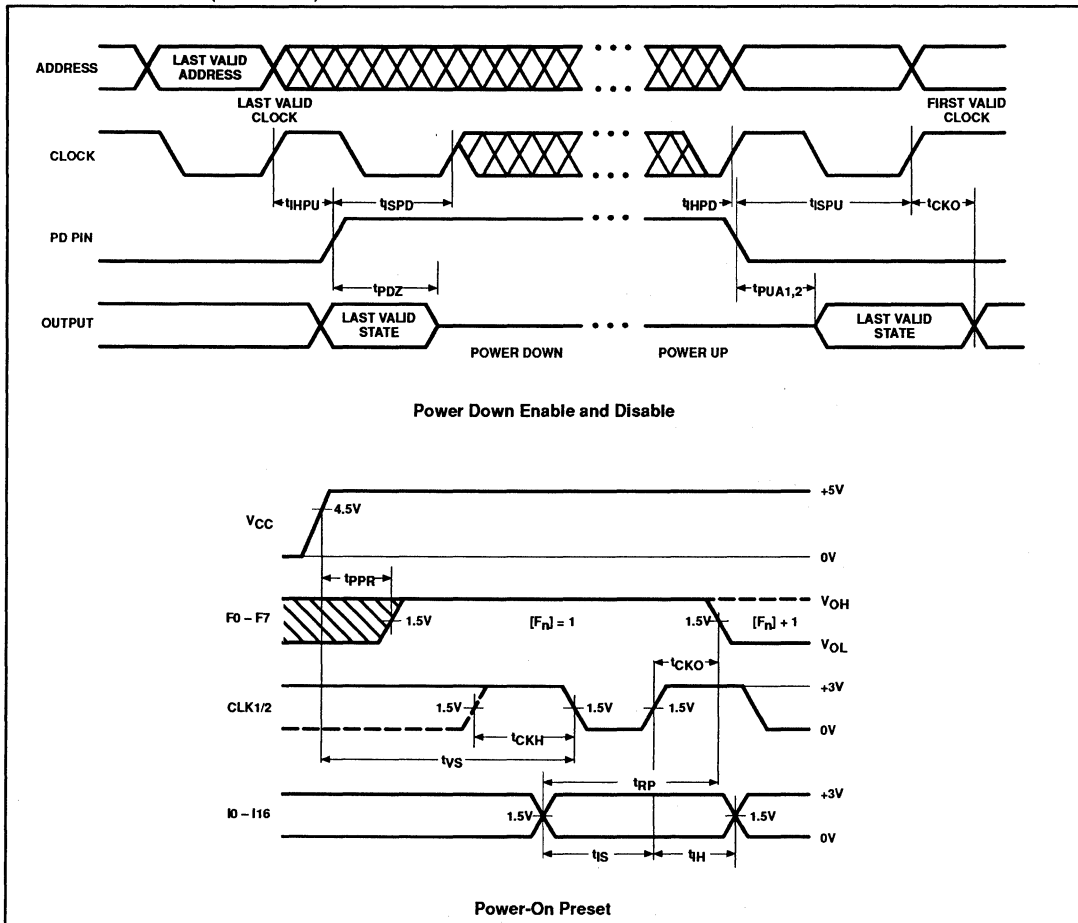 ADDRESS
LAST VALID
ADDRESS
LAST VALID
CLOCK
FIRST VALID
CLOCK
CLOCK
tIHPU
tISPD
tIHPD
tISPU
tCKO
PD PIN
tPDZ
tPUA1,2
OUTPUT
LAST VALID
STATE
POWER DOWN
POWER UP
LAST VALID
STATE
Power Down Enable and Disable
VCC
4.5V
+5V
0V
tPPR
F0 – F7
1.5V
[Fn] = 1
1.5V
[Fn] + 1
VOH
VOL
tCKO
CLK1/2
1.5V
1.5V
1.5V
+3V
0V
tCKH
tVS
tRP
I0 – I16
1.5V
1.5V
+3V
0V
tIS
tIH
Power-On Preset